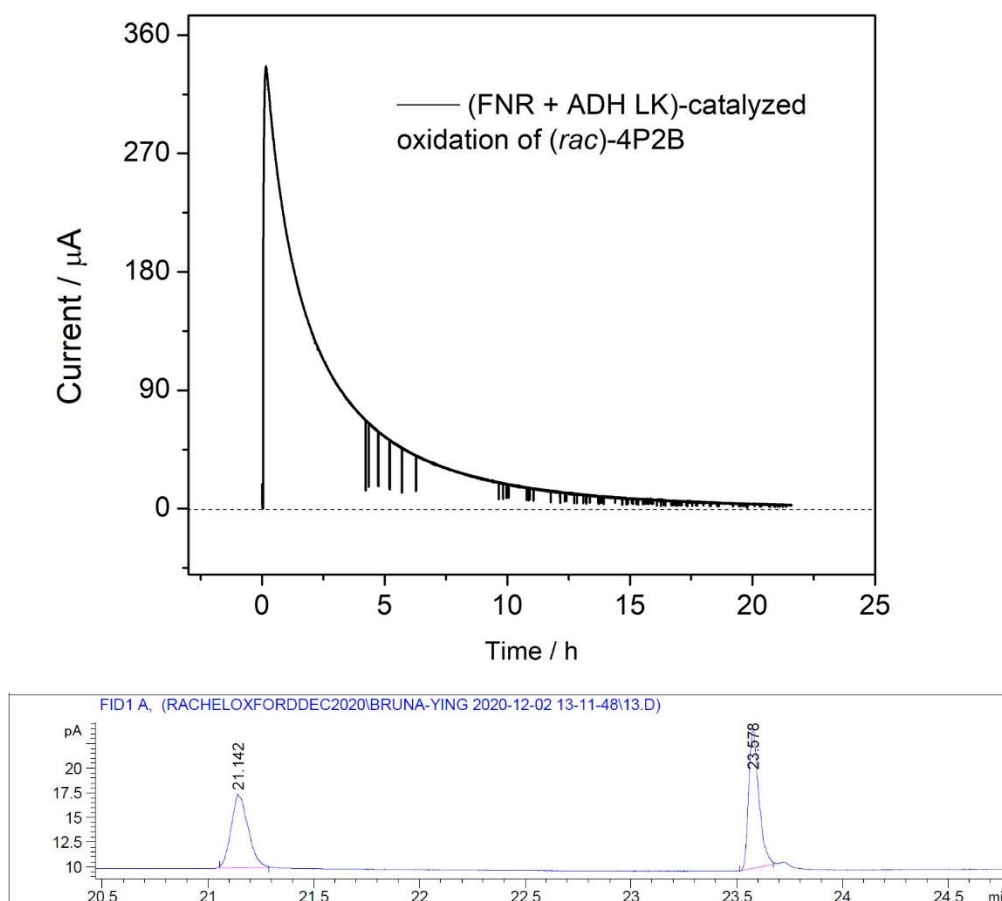 360
270
180
90
0
Current / μA
(FNR + ADH LK)-catalyzed
oxidation of (rac)-4P2B
0 5 10 15 20 25
Time / h
FID1 A, (RACHELOXFORDDEC2020\BRUNA-YING 2020-12-02 13-11-48\13.D)
pA
20
17.5
15
12.5
10
21.142
23.578
20.5 21 21.5 22 22.5 23 23.5 24 24.5 mi